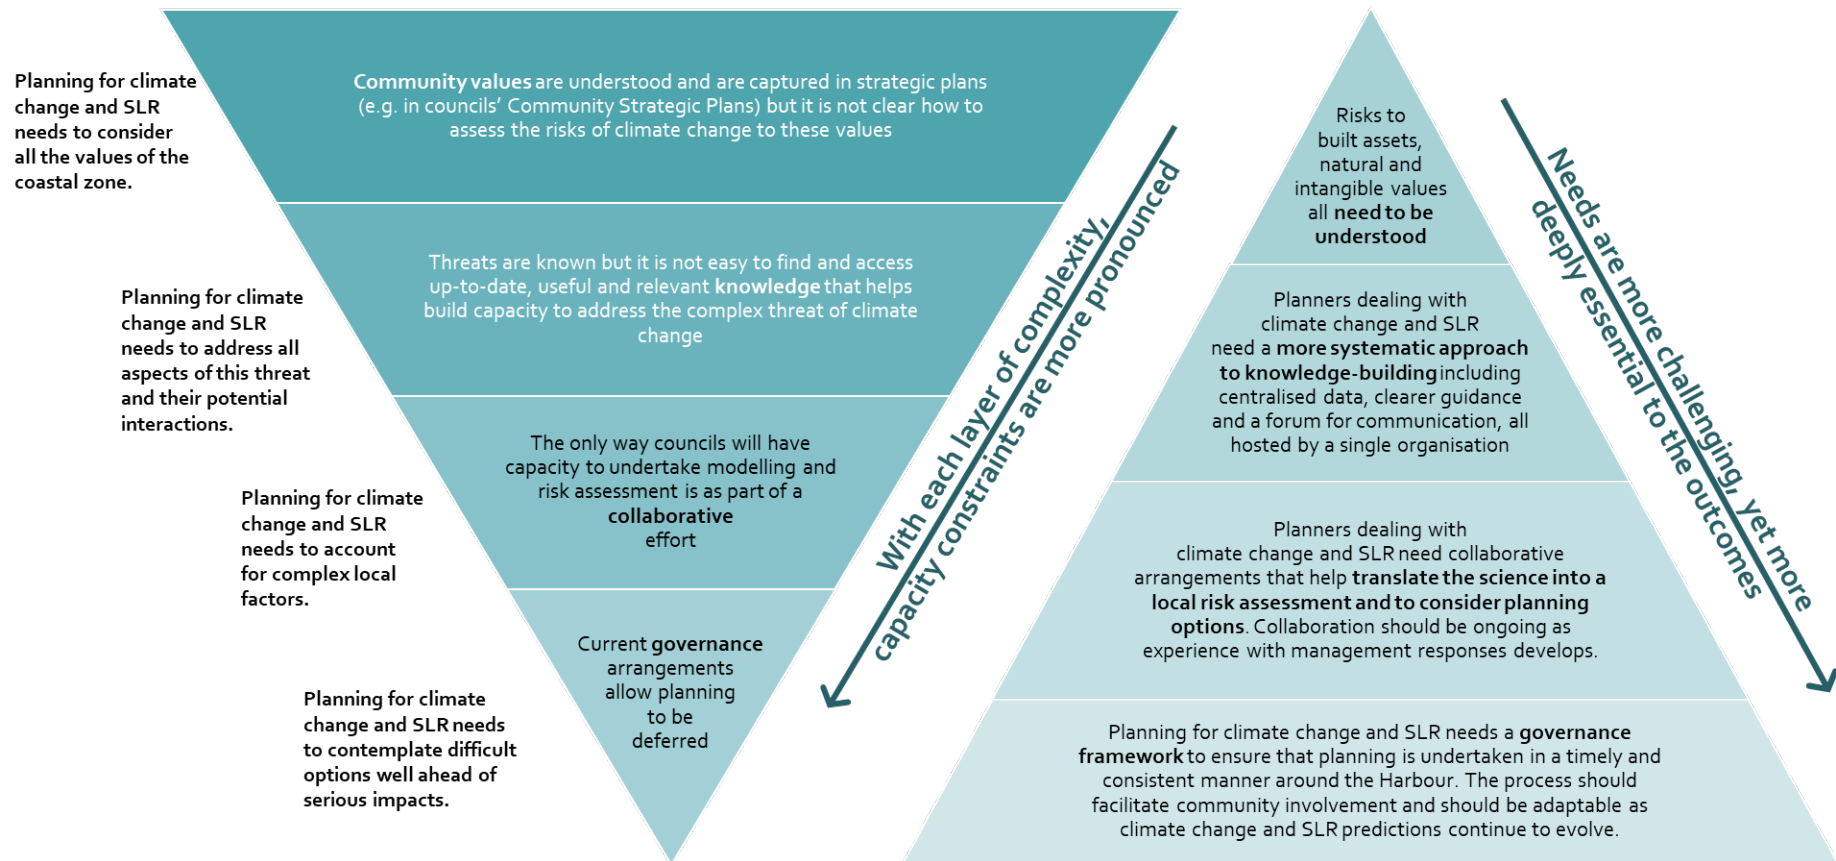 Planning for climate
change and SLR
needs to consider
all the values of the
coastal zone.
Community values are understood and are captured in strategic plans
(e.g. in councils’ Community Strategic Plans) but it is not clear how to
assess the risks of climate change to these values
Planning for climate
change and SLR
needs to address all
aspects of this threat
and their potential
interactions.
Threats are known but it is not easy to find and access
up-to-date, useful and relevant knowledge that helps
build capacity to address the complex threat of climate
change
Planning for climate
change and SLR
needs to account
for complex local
factors.
The only way councils will have
capacity to undertake modelling and
risk assessment is as part of a
collaborative
effort
Planning for climate
change and SLR needs
to contemplate difficult
options well ahead of
serious impacts.
Current governance
arrangements
allow planning
to be
deferred
With each layer of complexity,
capacity constraints are more pronounced
Risks to
built assets,
natural and
intangible values
all need to be
understood
Planners dealing with
climate change and SLR
need a more systematic approach
to knowledge-building including
centralised data, clearer guidance
and a forum for communication, all
hosted by a single organisation
Planners dealing with
climate change and SLR need collaborative
arrangements that help translate the science into a
local risk assessment and to consider planning
options. Collaboration should be ongoing as
experience with management responses develops.
Planning for climate change and SLR needs a governance
framework to ensure that planning is undertaken in a timely and
consistent manner around the Harbour. The process should
facilitate community involvement and should be adaptable as
climate change and SLR predictions continue to evolve.
Needs are more challenging, yet more
deeply essential to the outcomes